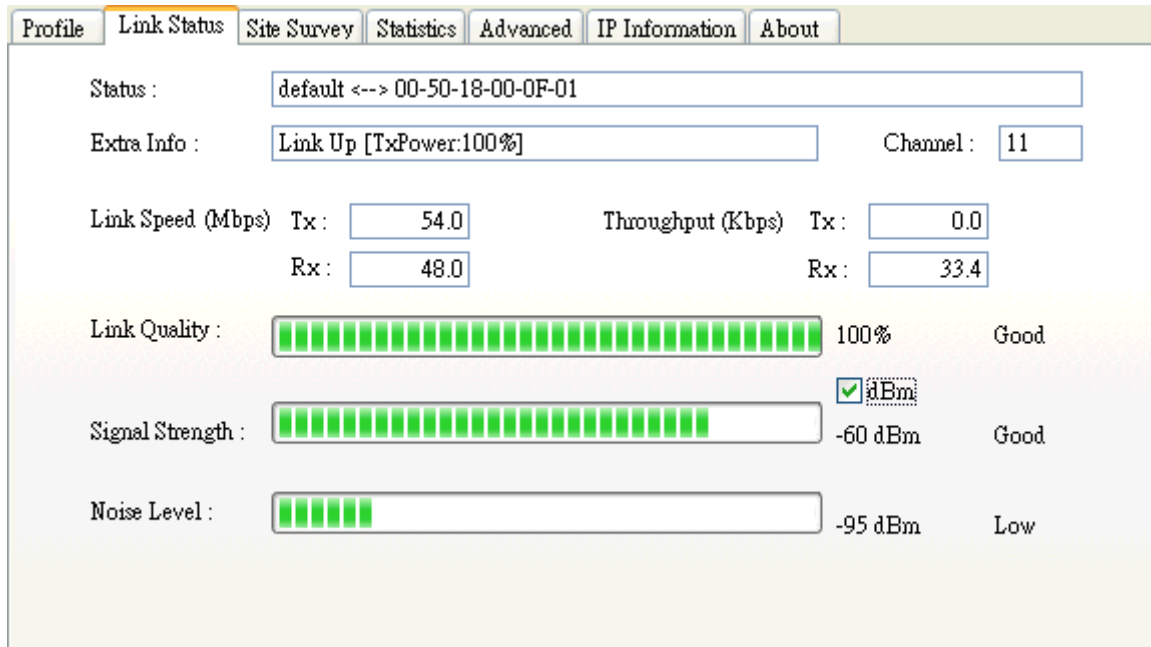 Profile Link Status Site Survey Statistics Advanced IP Information About
Status : default <--> 00-50-18-00-0F-01
Extra Info : Link Up [TxPower:100%] Channel : 11
Link Speed (Mbps) Tx : 54.0 Throughput (Kbps) Tx : 0.0
Rx : 48.0 Rx : 33.4
Link Quality : 100% Good
dBm
Signal Strength : -60 dBm Good
Noise Level : -95 dBm Low